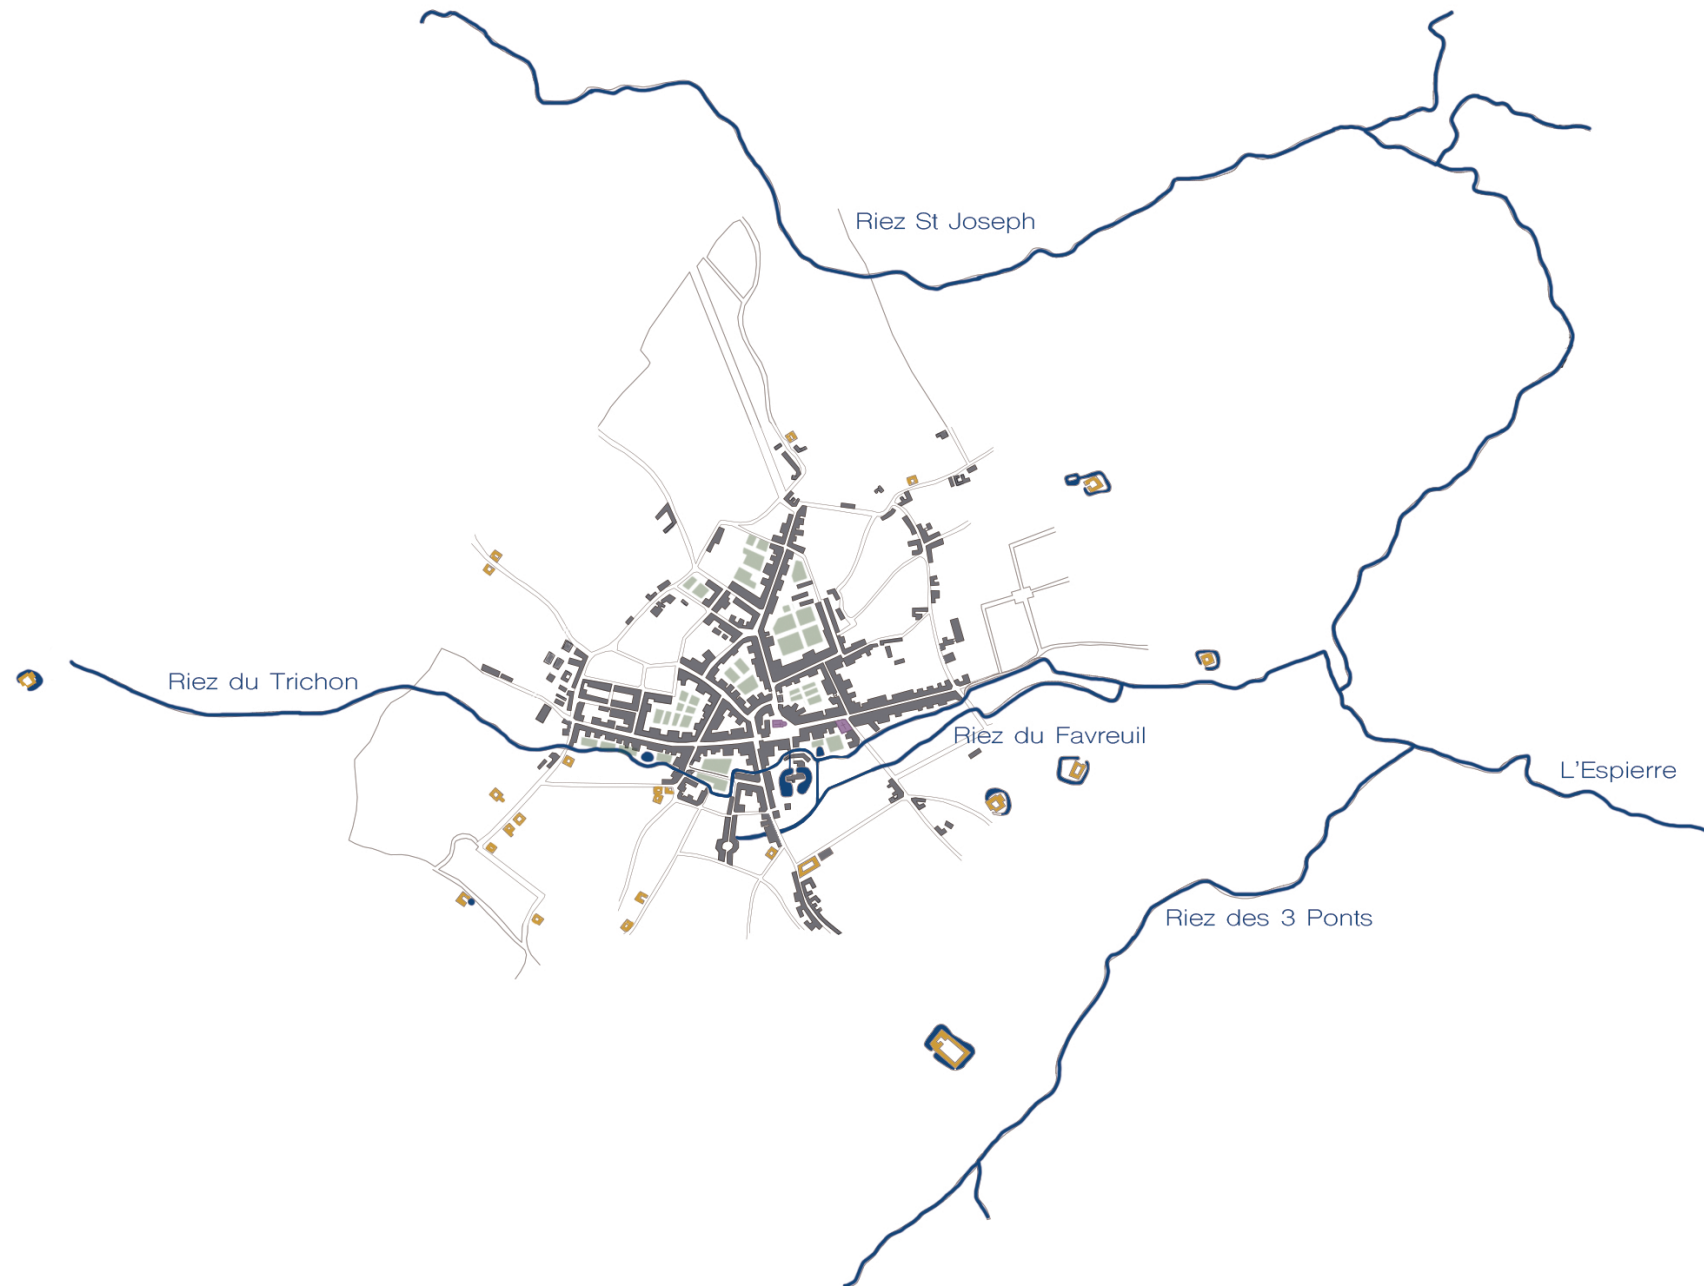 Riez St Joseph
Riez du Trichon
Riez du Favreuil
L'Espierre
Riez des 3 Ponts